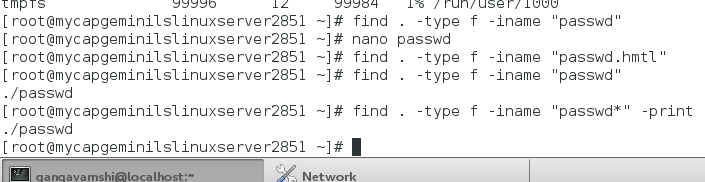 tmpfs 99996 12 99984 1% /run/user/1000
[root@mycapgeminilslinuxserver2851 ~]# find . -type f -iname "passwd"
[root@mycapgeminilslinuxserver2851 ~]# nano passwd
[root@mycapgeminilslinuxserver2851 ~]# find . -type f -iname "passwd.hmtl"
[root@mycapgeminilslinuxserver2851 ~]# find . -type f -iname "passwd"
./passwd
[root@mycapgeminilslinuxserver2851 ~]# find . -type f -iname "passwd*" -print
./passwd
[root@mycapgeminilslinuxserver2851 ~]#
gangavamshi@localhost:~ Network